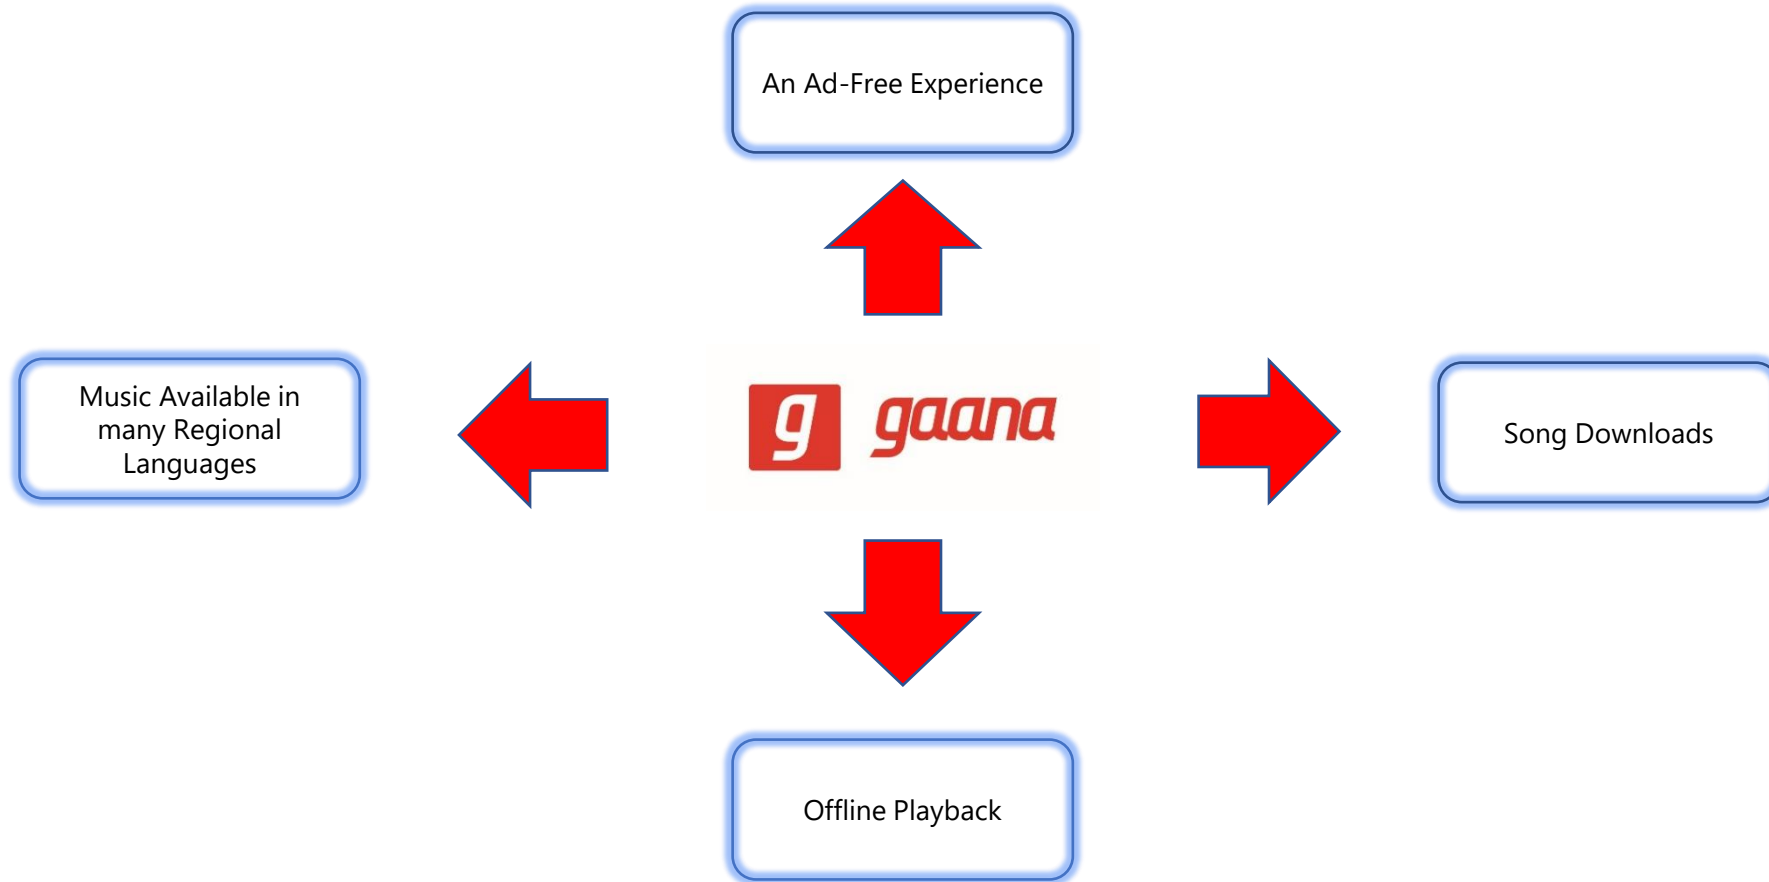 An Ad-Free Experience
Music Available in
many Regional
Languages
g gaana
Song Downloads
Offline Playback